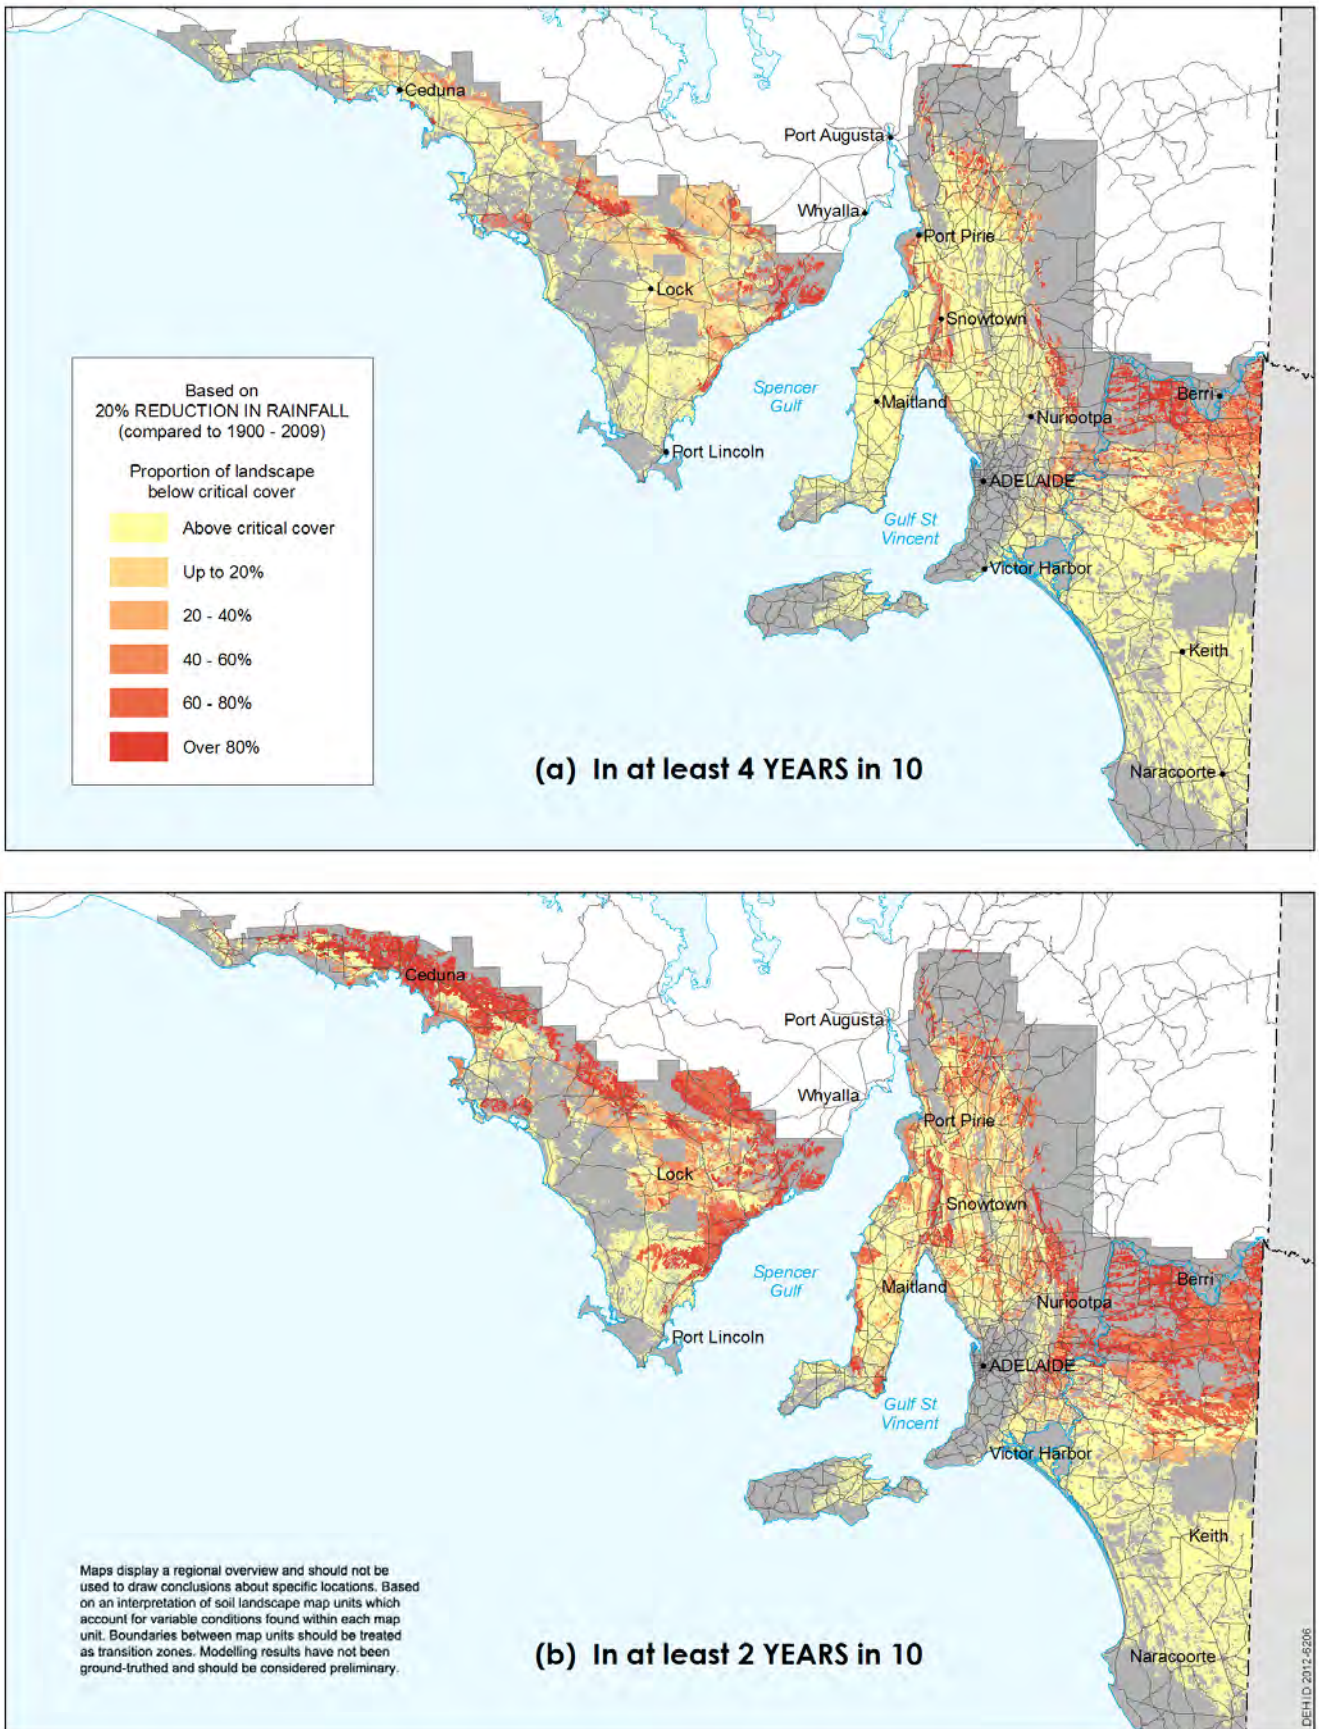 Ceduna
Port Augusta
Whyalla
Port Pirie
Lock
Snowtown
Based on
20% REDUCTION IN RAINFALL
(compared to 1900 - 2009)
Proportion of landscape
below critical cover
Above critical cover
Up to 20%
20 - 40%
40 - 60%
60 - 80%
Over 80%
Spencer
Gulf
Maitland
Berri
Nuriootpa
Port Lincoln
ADELAIDE
Gulf St
Vincent
Victor Harbor
Keith
Naracoorte
(a) In at least 4 YEARS in 10
Ceduna
Port Augusta
Whyalla
Port Pirie
Lock
Snowtown
Spencer
Gulf
Maitland
Berri
Nuriootpa
Port Lincoln
ADELAIDE
Gulf St
Vincent
Victor Harbor
Keith
Naracoorte
Maps display a regional overview and should not be
used to draw conclusions about specific locations. Based
on an interpretation of soil landscape map units which
account for variable conditions found within each map
unit. Boundaries between map units should be treated
as transition zones. Modelling results have not been
ground-truthed and should be considered preliminary.
(b) In at least 2 YEARS in 10
DEH ID 2012-6206